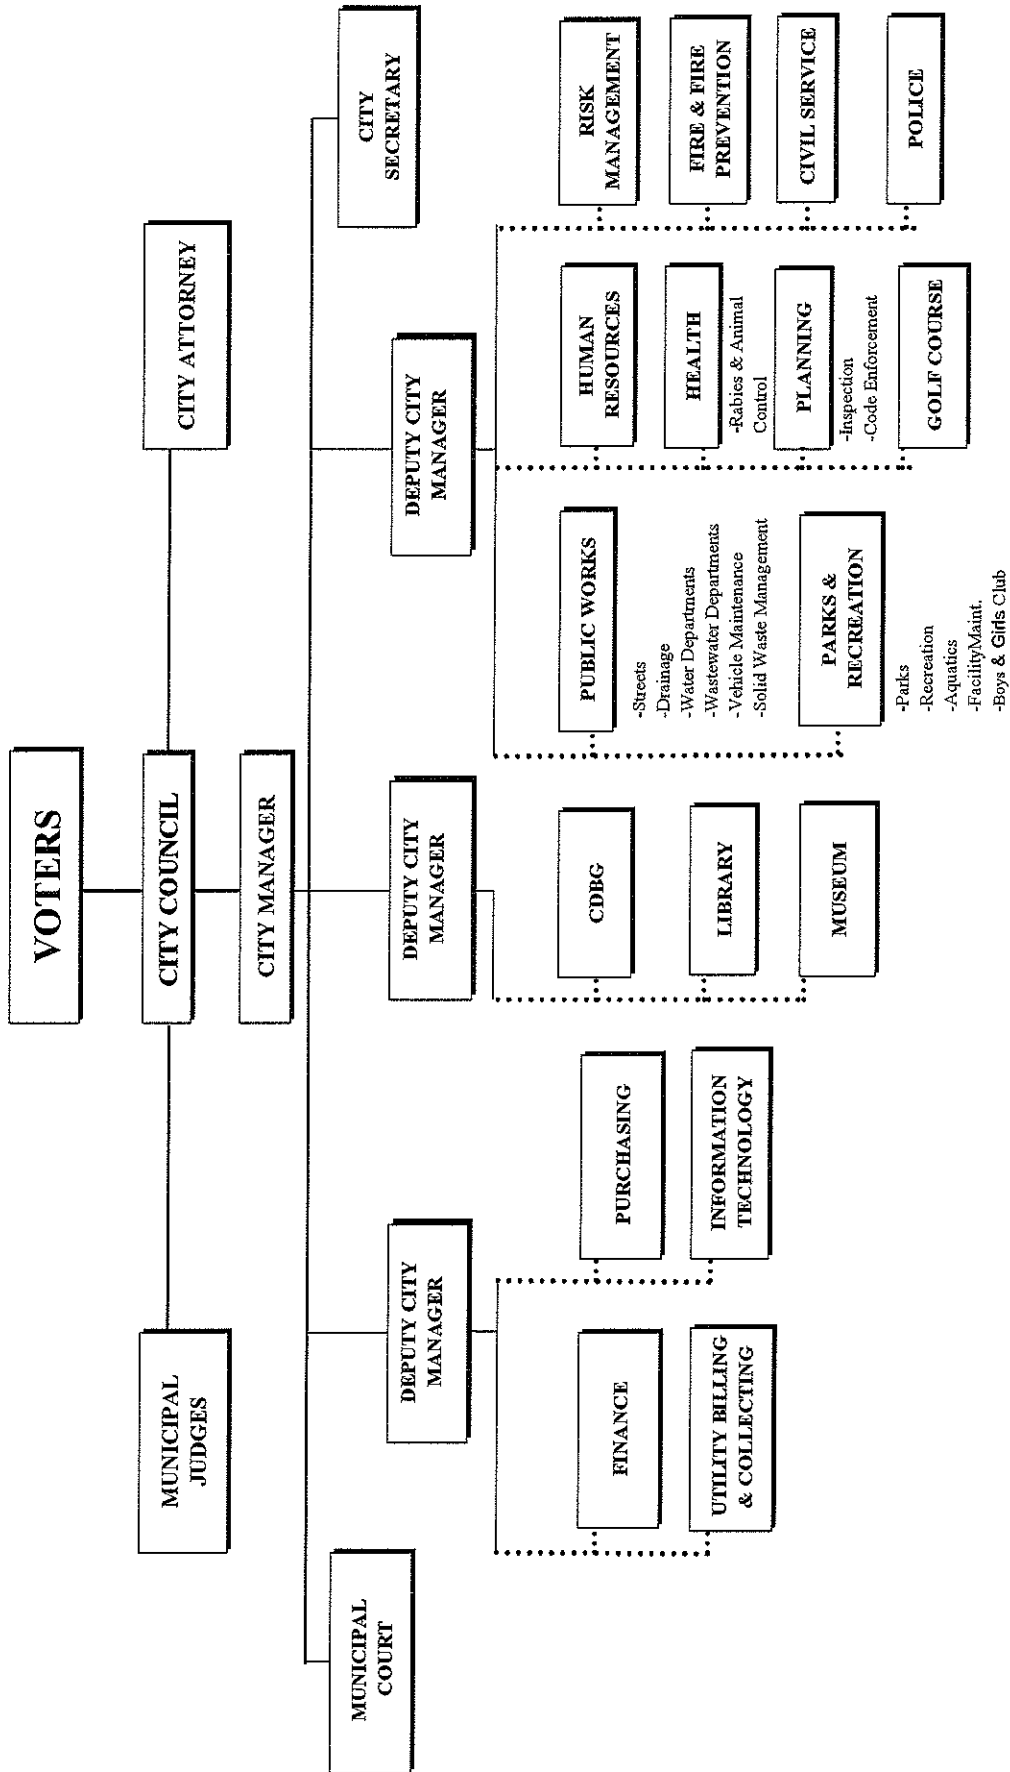 VOTERS
MUNICIPAL
JUDGES
CITY COUNCIL
CITY ATTORNEY
CITY MANAGER
MUNICIPAL
COURT
CITY
SECRETARY
DEPUTY CITY
MANAGER
DEPUTY CITY
MANAGER
DEPUTY CITY
MANAGER
FINANCE
UTILITY BILLING
& COLLECTING
PURCHASING
INFORMATION
TECHNOLOGY
CDBG
LIBRARY
MUSEUM
PUBLIC WORKS
-Streets
-Drainage
-Water Departments
-Wastewater Departments
-Vehicle Maintenance
-Solid Waste Management
PARKS &
RECREATION
-Parks
-Recreation
-Aquatics
-FacilityMaint.
-Boys & Girls Club
HUMAN
RESOURCES
HEALTH
-Rabies & Animal
Control
PLANNING
-Inspection
-Code Enforcement
GOLF COURSE
RISK
MANAGEMENT
FIRE & FIRE
PREVENTION
CIVIL SERVICE
POLICE